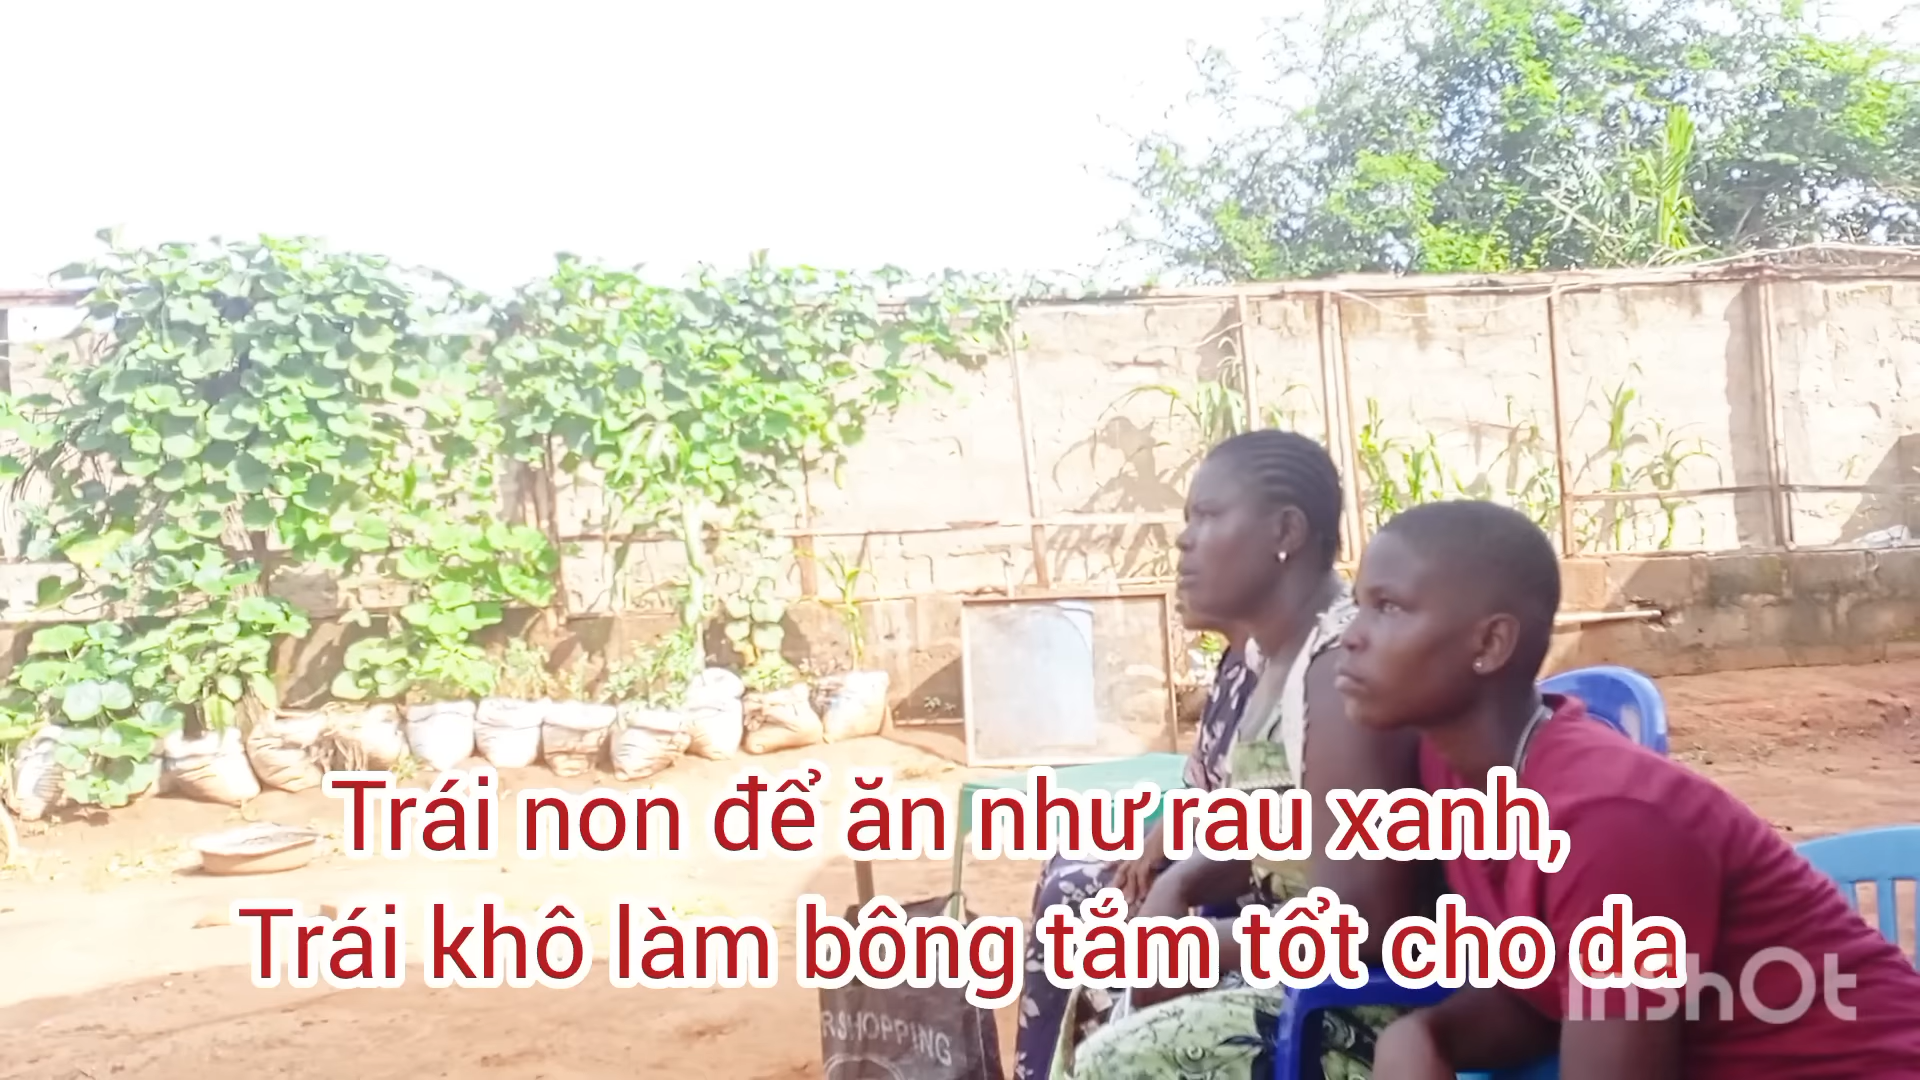 Trái non để ăn như rau xanh,
Trái khô làm bông tắm tốt cho da
InShOt
RSHOPPING